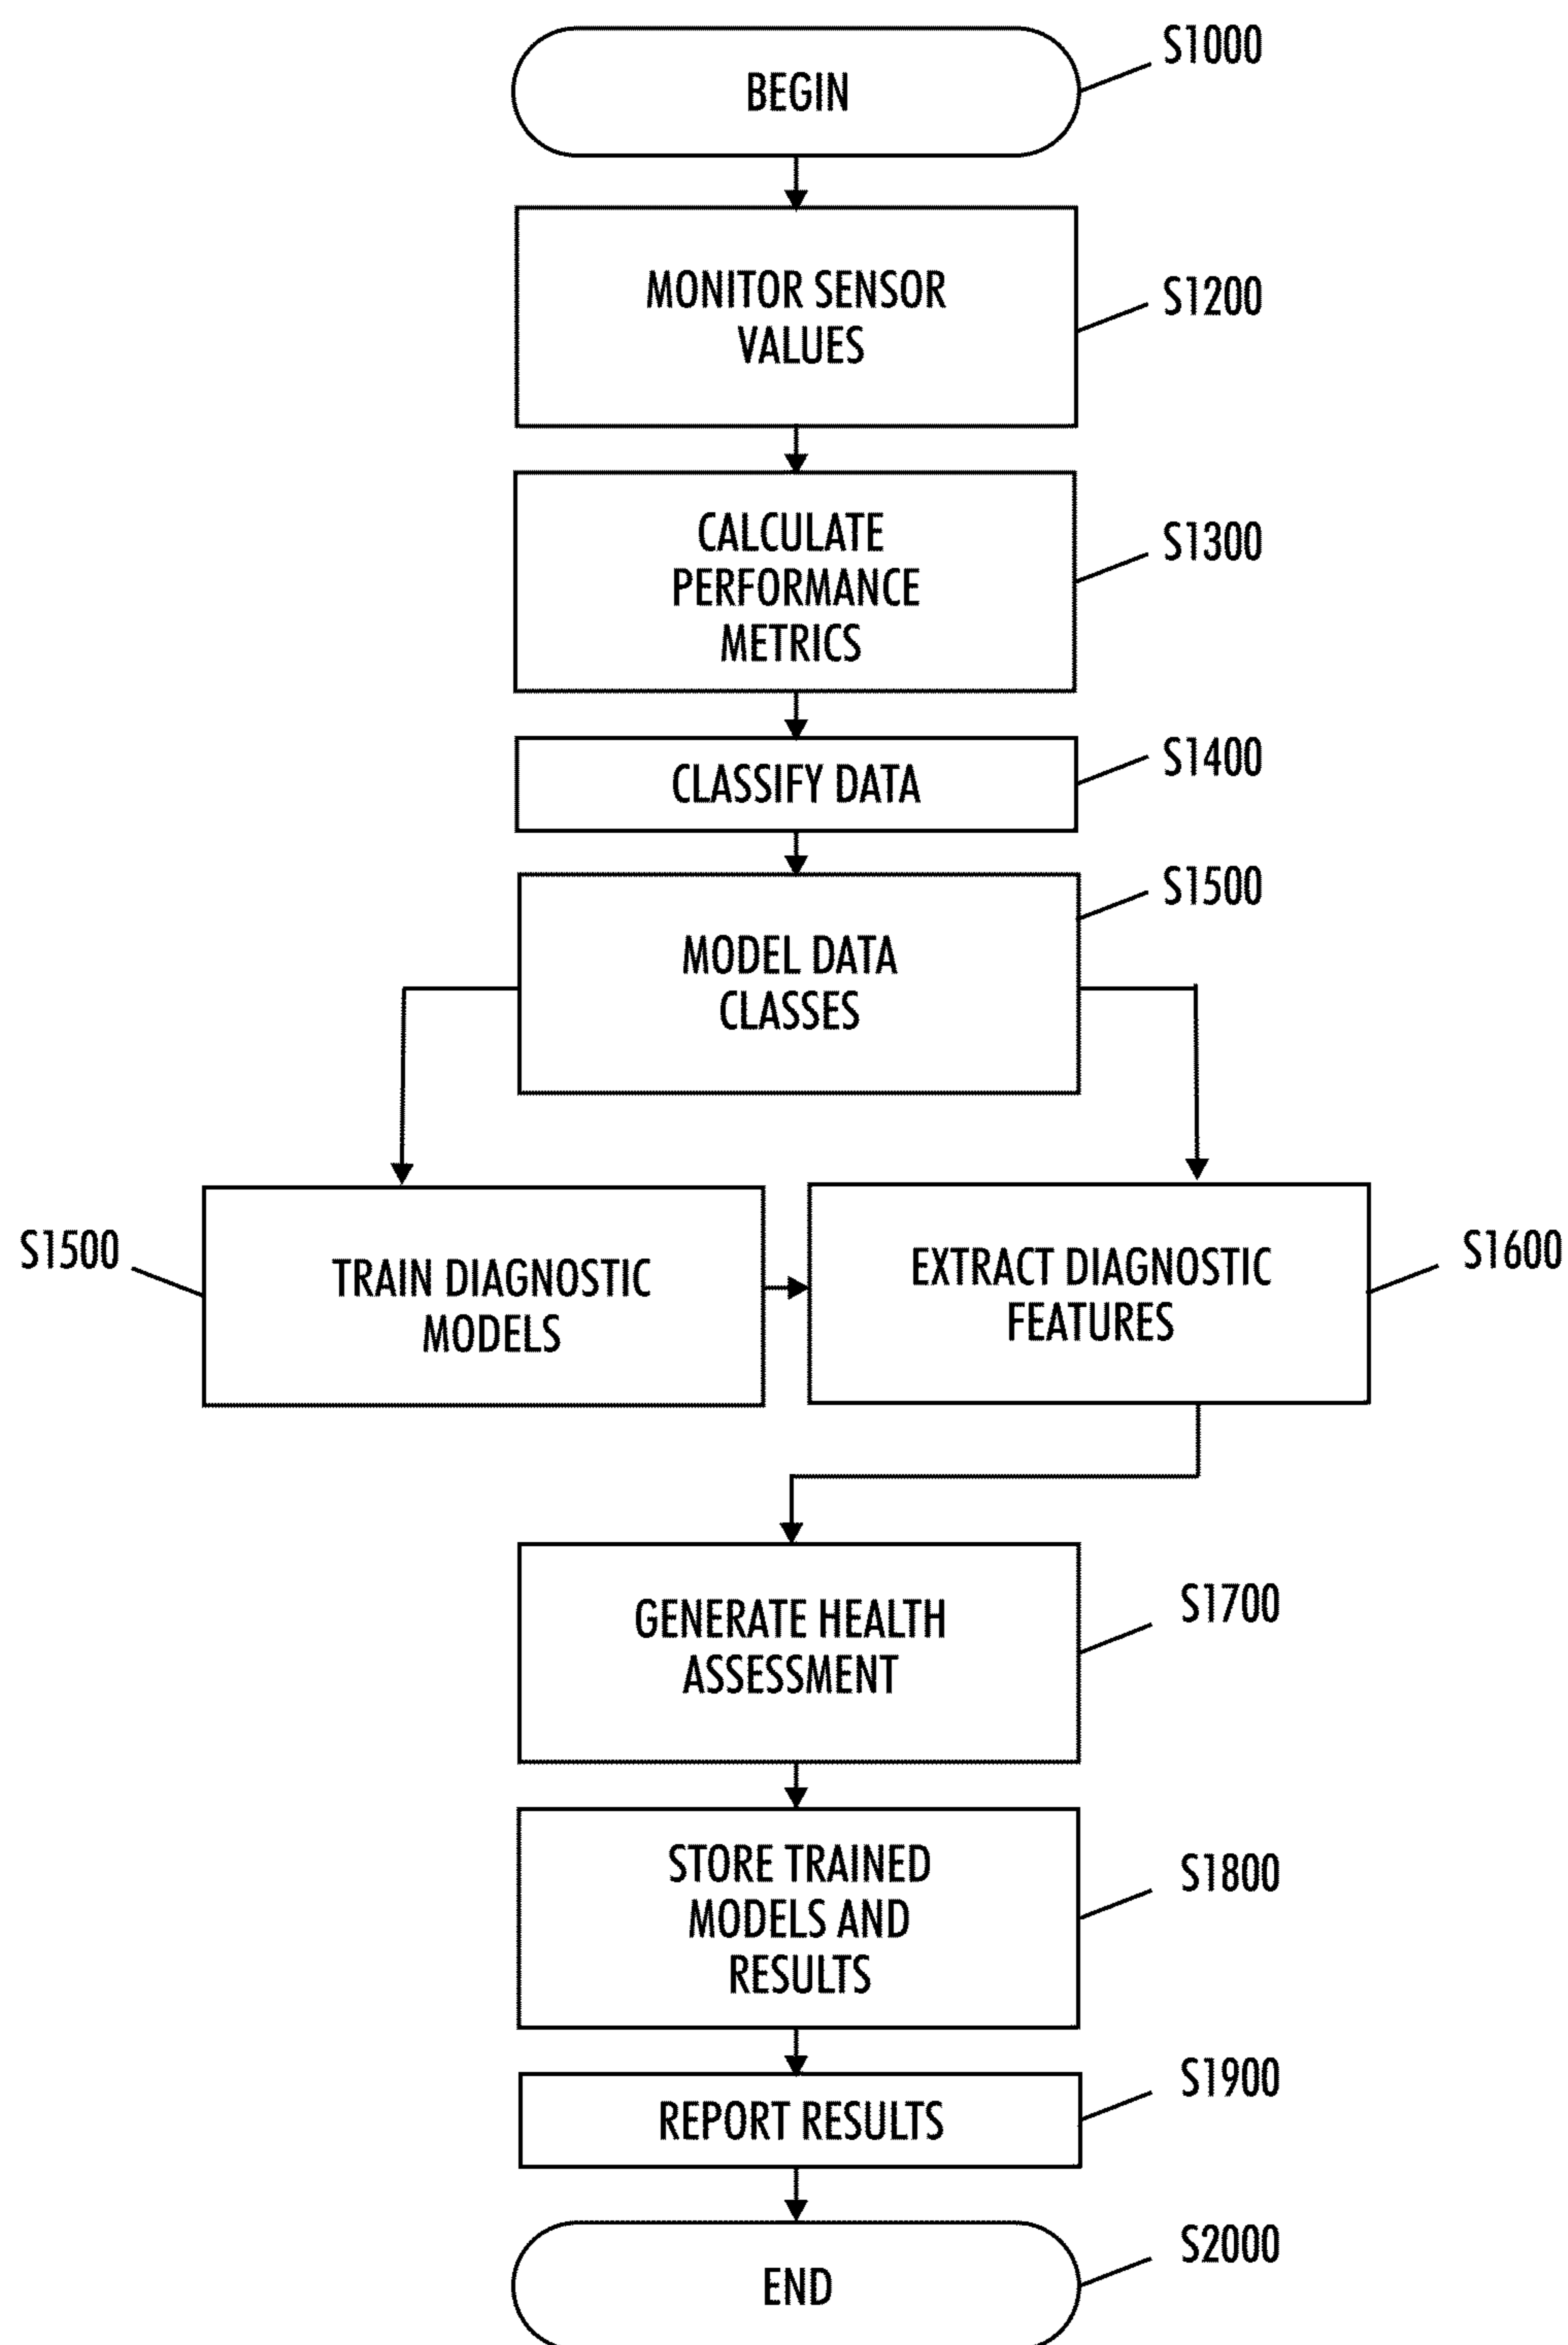 BEGIN
S1000
MONITOR SENSOR
VALUES
S1200
CALCULATE
PERFORMANCE
METRICS
S1300
CLASSIFY DATA
S1400
MODEL DATA
CLASSES
S1500
S1500
TRAIN DIAGNOSTIC
MODELS
EXTRACT DIAGNOSTIC
FEATURES
S1600
GENERATE HEALTH
ASSESSMENT
S1700
STORE TRAINED
MODELS AND
RESULTS
S1800
REPORT RESULTS
S1900
END
S2000